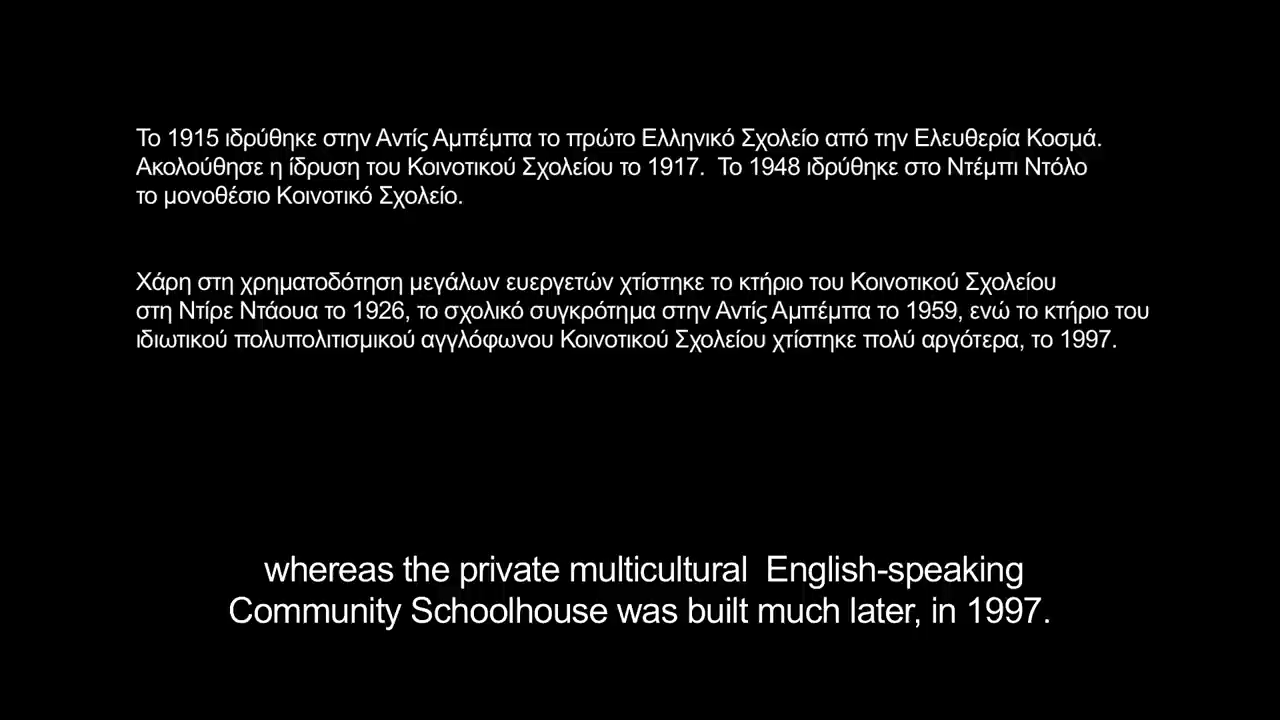 Το 1915 ιδρύθηκε στην Αντίς Αμπέμπα το πρώτο Ελληνικό Σχολείο από την Ελευθερία Κοσμά.
Ακολούθησε η ίδρυση του Κοινοτικού Σχολείου το 1917.  Το 1948 ιδρύθηκε στο Ντέμπι Ντόλο
το μονοθέσιο Κοινοτικό Σχολείο.
Χάρη στη χρηματοδότηση μεγάλων ευεργετών χτίστηκε το κτήριο του Κοινοτικού Σχολείου
στη Ντίρε Ντάουα το 1926, το σχολικό συγκρότημα στην Αντίς Αμπέμπα το 1959, ενώ το κτήριο του
ιδιωτικού πολυπολιτισμικού αγγλόφωνου Κοινοτικού Σχολείου χτίστηκε πολύ αργότερα, το 1997.
whereas the private multicultural  English-speaking
Community Schoolhouse was built much later, in 1997.